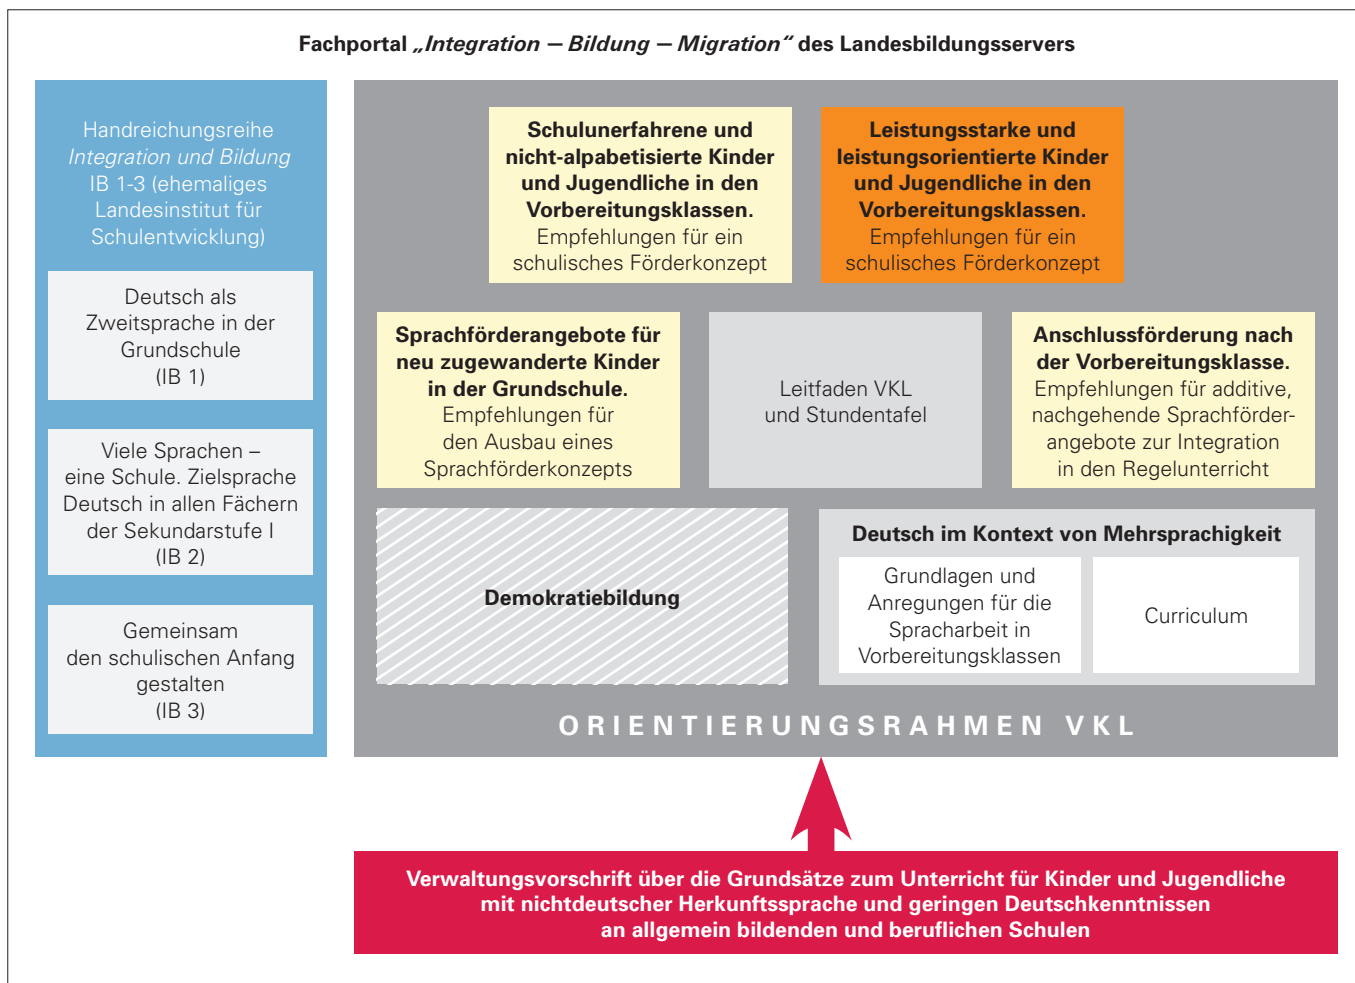 Fachportal „Integration – Bildung – Migration“ des Landesbildungsservers
Handreichungsreihe
Integration und Bildung
IB 1-3 (ehemaliges
Landesinstitut für
Schulentwicklung)
Deutsch als
Zweitsprache in der
Grundschule
(IB 1)
Viele Sprachen –
eine Schule. Zielsprache
Deutsch in allen Fächern
der Sekundarstufe I
(IB 2)
Gemeinsam
den schulischen Anfang
gestalten
(IB 3)
Schulunerfahrene und
nicht-alpabetisierte Kinder
und Jugendliche in den
Vorbereitungsklassen.
Empfehlungen für ein
schulisches Förderkonzept
Leistungsstarke und
leistungsorientierte Kinder
und Jugendliche in den
Vorbereitungsklassen.
Empfehlungen für ein
schulisches Förderkonzept
Sprachförderangebote für
neu zugewanderte Kinder
in der Grundschule.
Empfehlungen für
den Ausbau eines
Sprachförderkonzepts
Leitfaden VKL
und Stundentafel
Anschlussförderung nach
der Vorbereitungsklasse.
Empfehlungen für additive,
nachgehende Sprachförder-
angebote zur Integration
in den Regelunterricht
Demokratiebildung
Deutsch im Kontext von Mehrsprachigkeit
Grundlagen und
Anregungen für die
Spracharbeit in
Vorbereitungsklassen
Curriculum
ORIENTIERUNGSRAHMEN VKL
Verwaltungsvorschrift über die Grundsätze zum Unterricht für Kinder und Jugendliche
mit nichtdeutscher Herkunftssprache und geringen Deutschkenntnissen
an allgemein bildenden und beruflichen Schulen